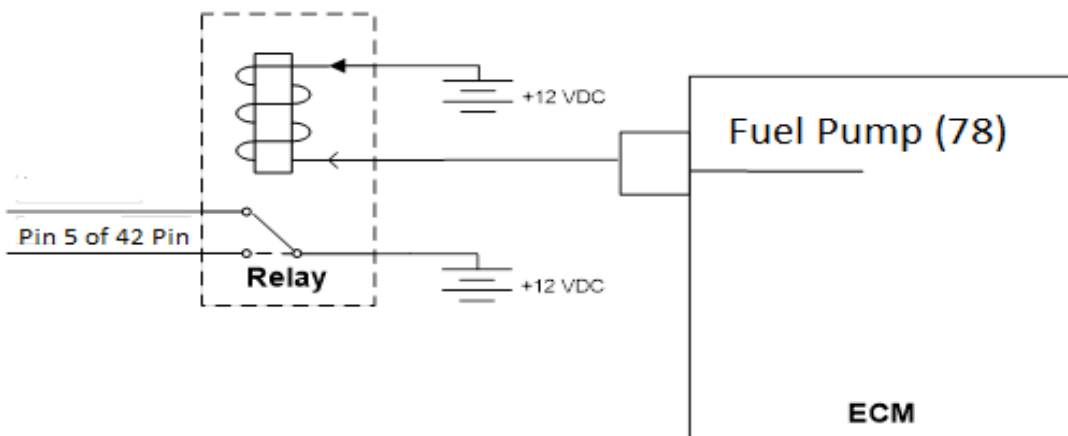 +12 VDC
Fuel Pump (78)
Pin 5 of 42 Pin
Relay
+12 VDC
ECM